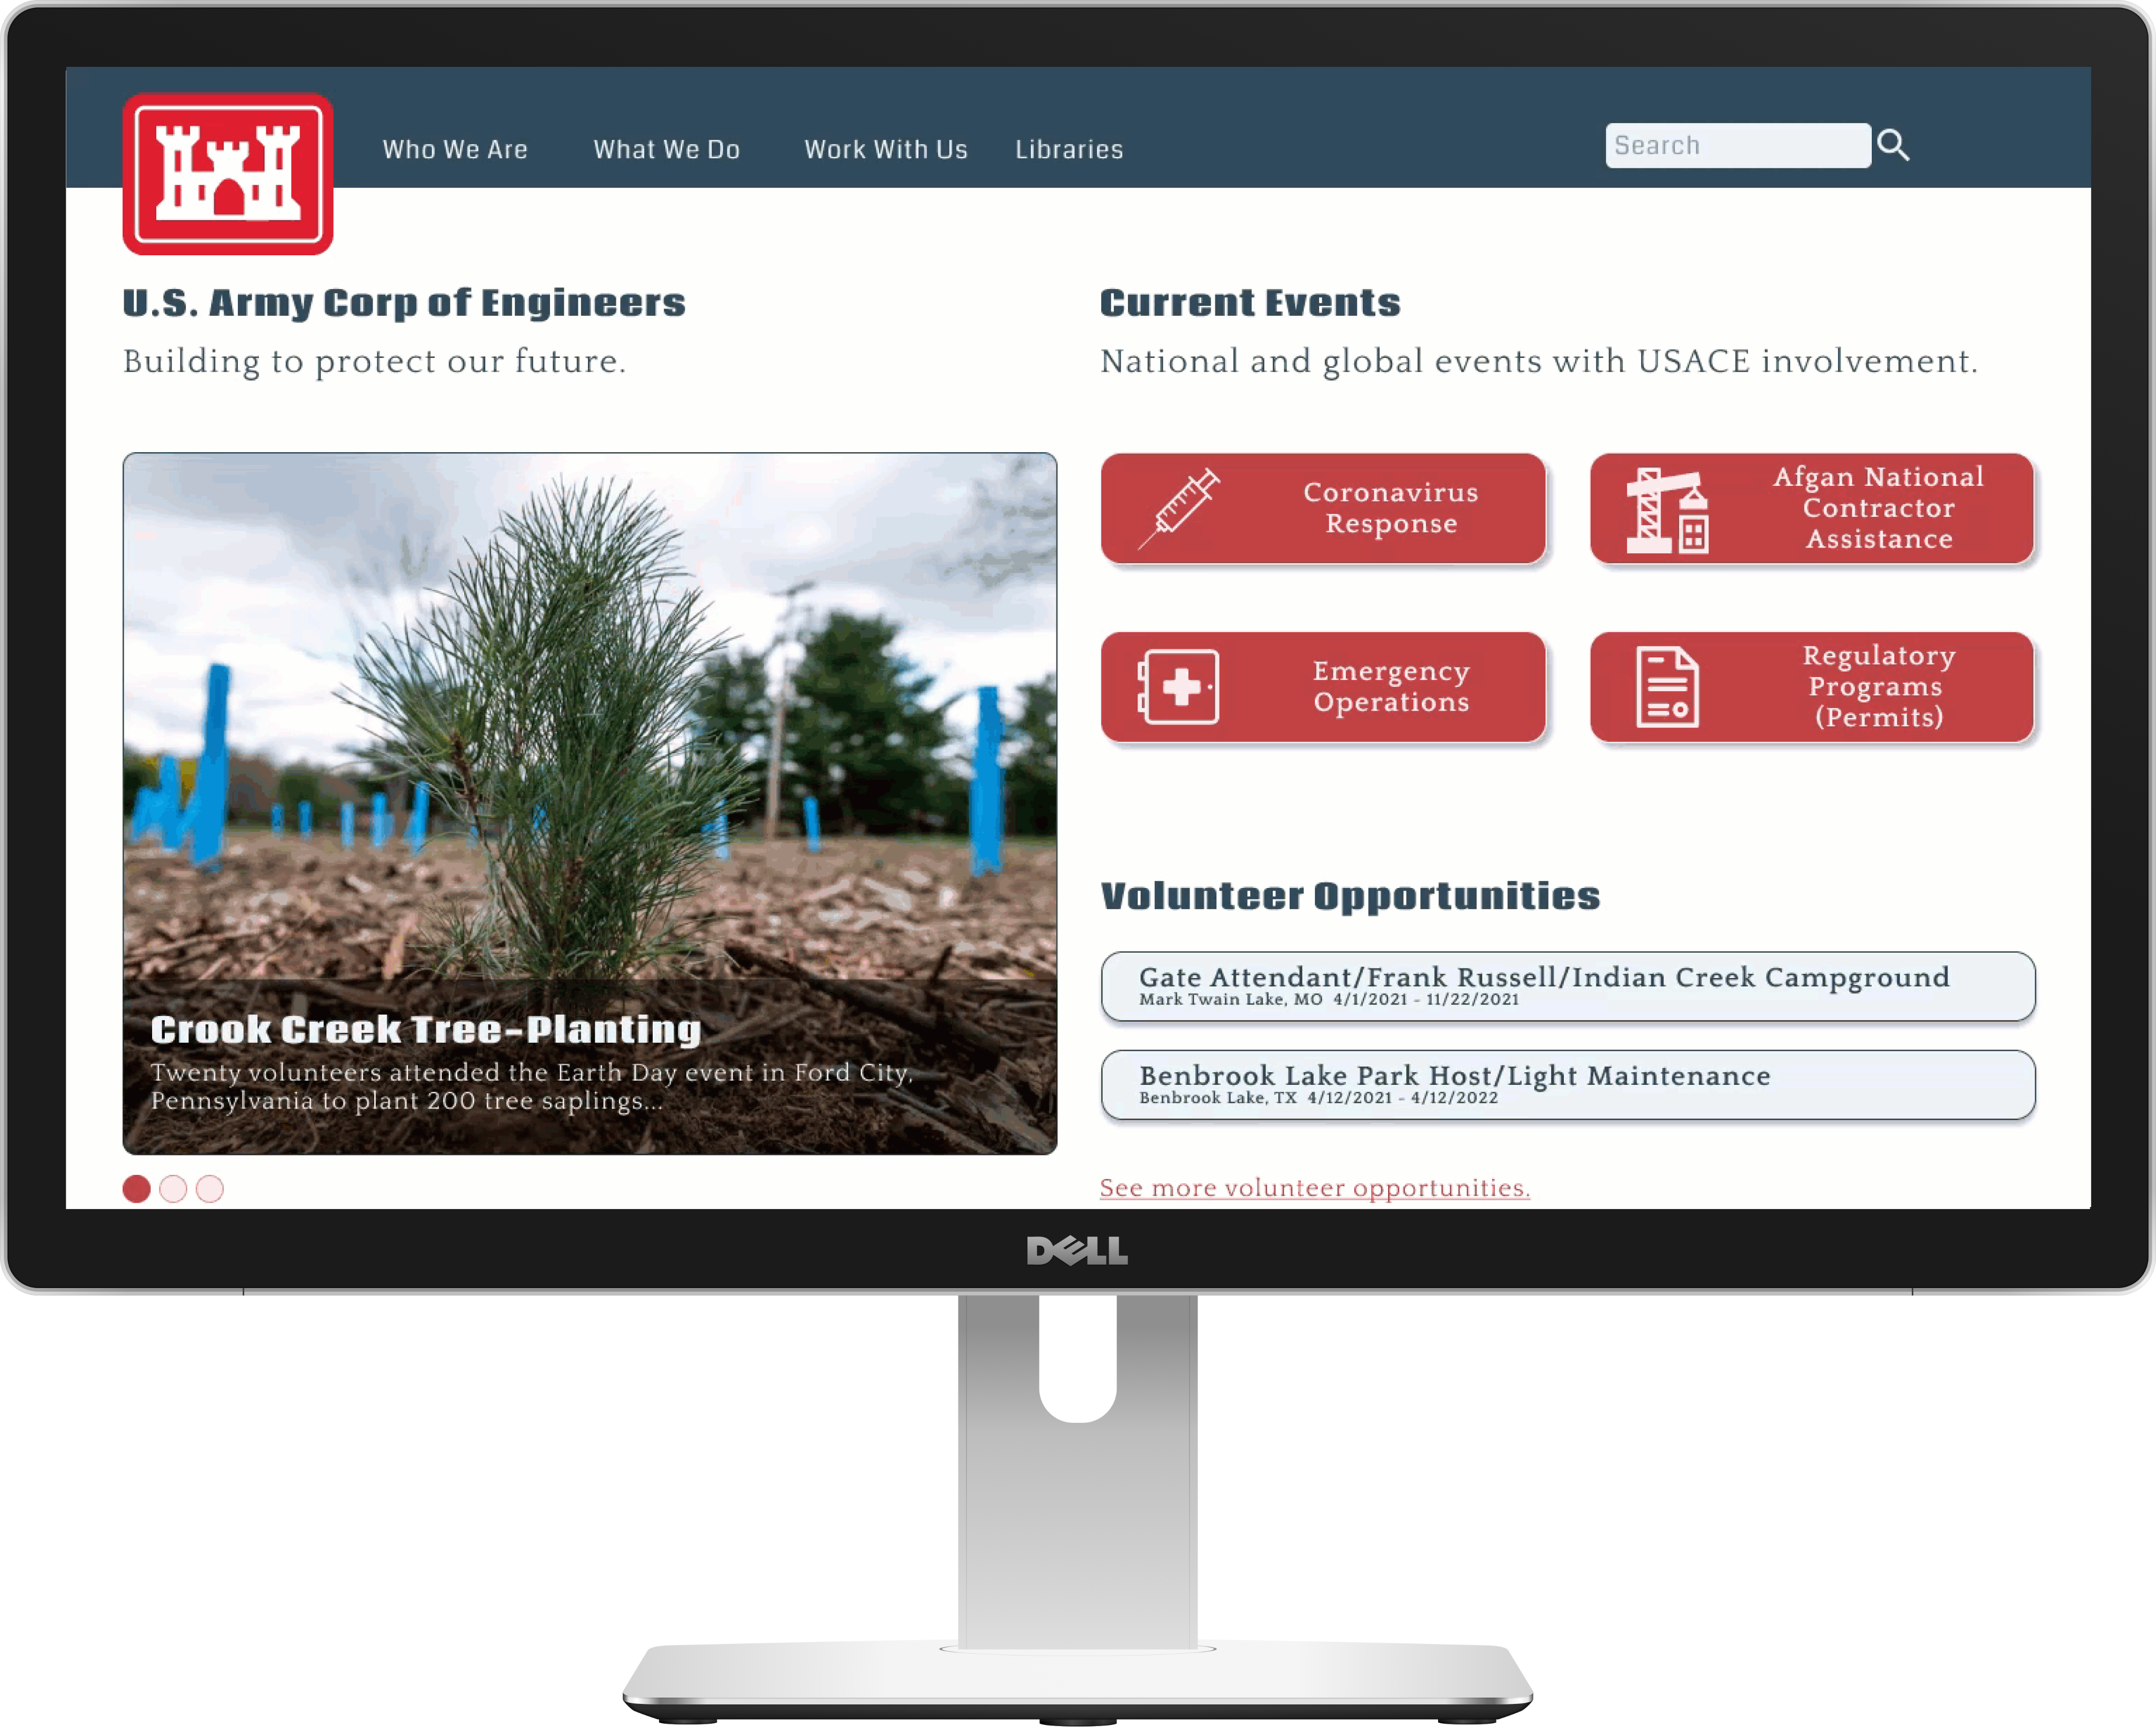 Who We Are
What We Do
Work With Us
Libraries
Search
U.S. Army Corp of Engineers
Building to protect our future.
Crook Creek Tree-Planting
Twenty volunteers attended the Earth Day event in Ford City,
Pennsylvania to plant 200 tree saplings...
Current Events
National and global events with USACE involvement.
Coronavirus
Response
Afgan National
Contractor
Assistance
Emergency
Operations
Regulatory
Programs
(Permits)
Volunteer Opportunities
Gate Attendant/Frank Russell/Indian Creek Campground
Mark Twain Lake, MO 4/1/2021 - 11/22/2021
Benbrook Lake Park Host/Light Maintenance
Benbrook Lake, TX 4/12/2021 - 4/12/2022
See more volunteer opportunities.
DELL